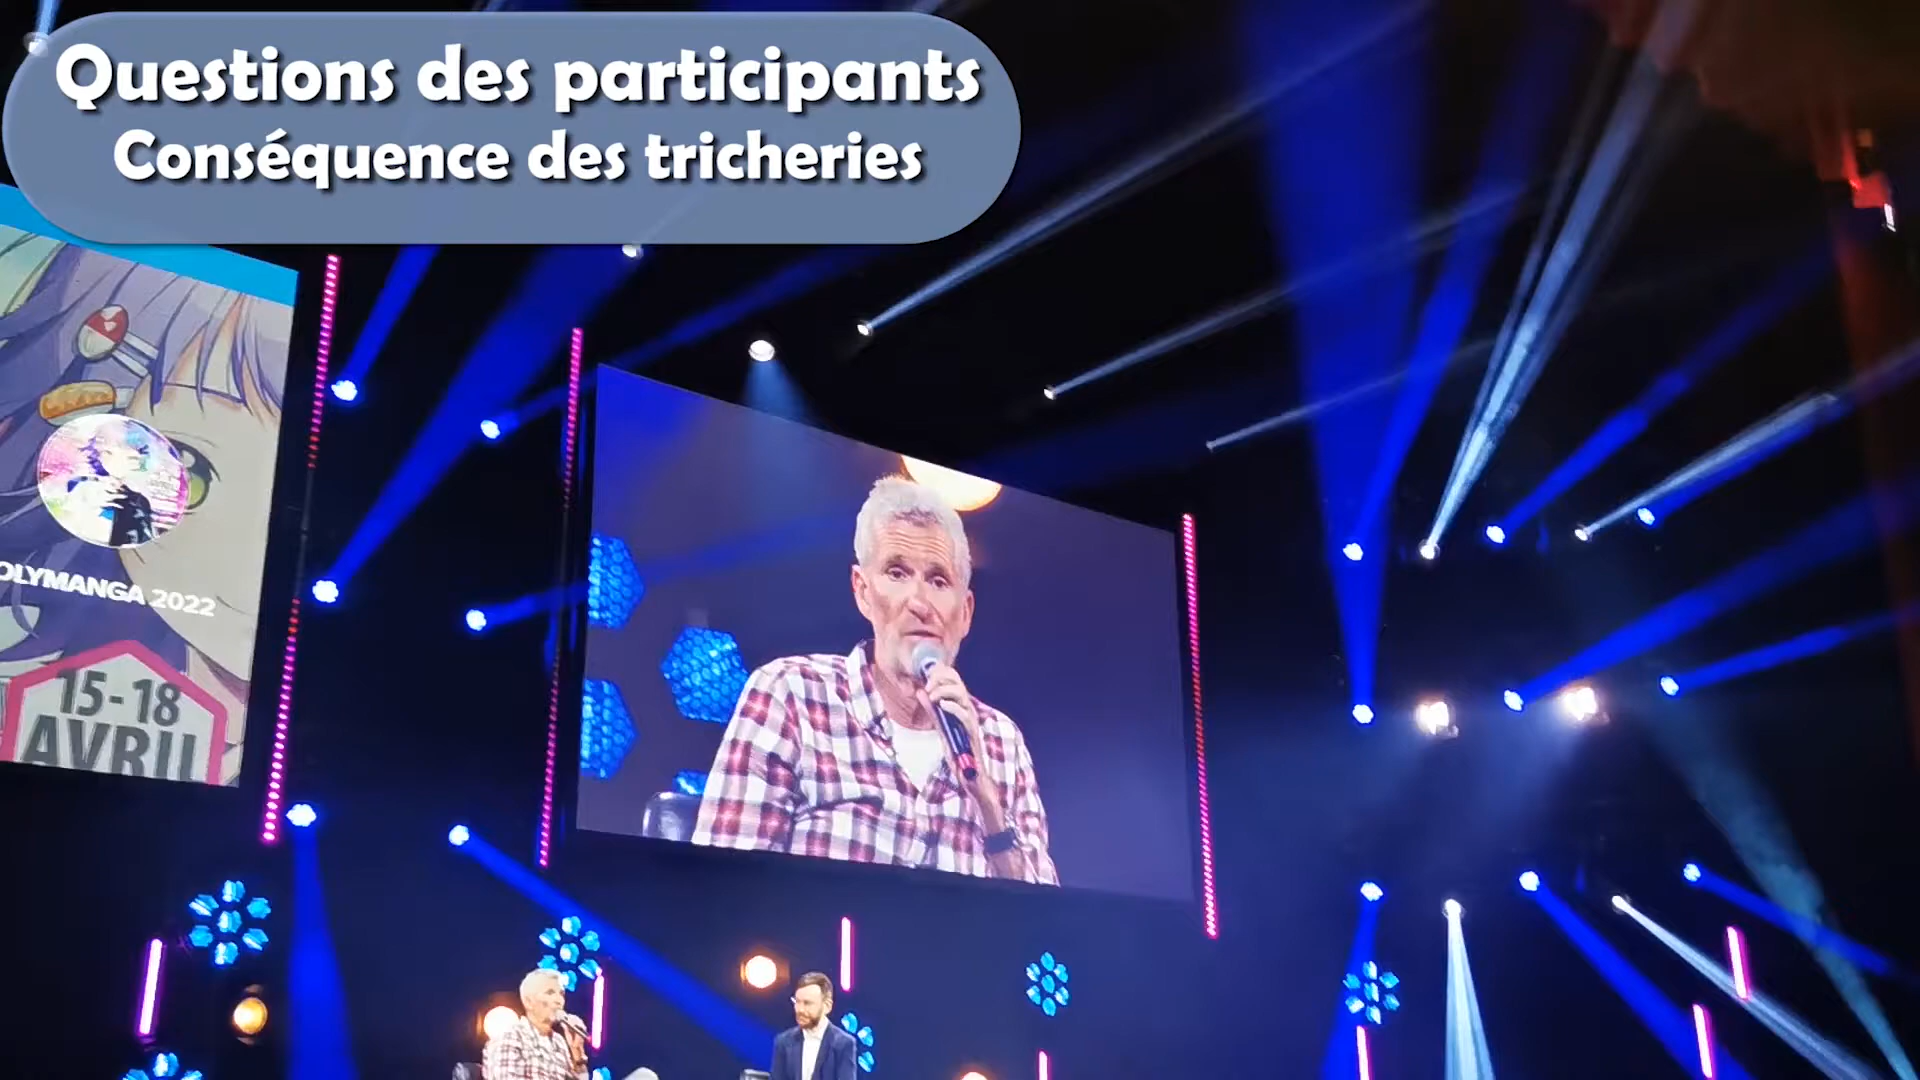 Questions des participants
Conséquence des tricheries
OLYMANGA 2022
15-18
AVRIL